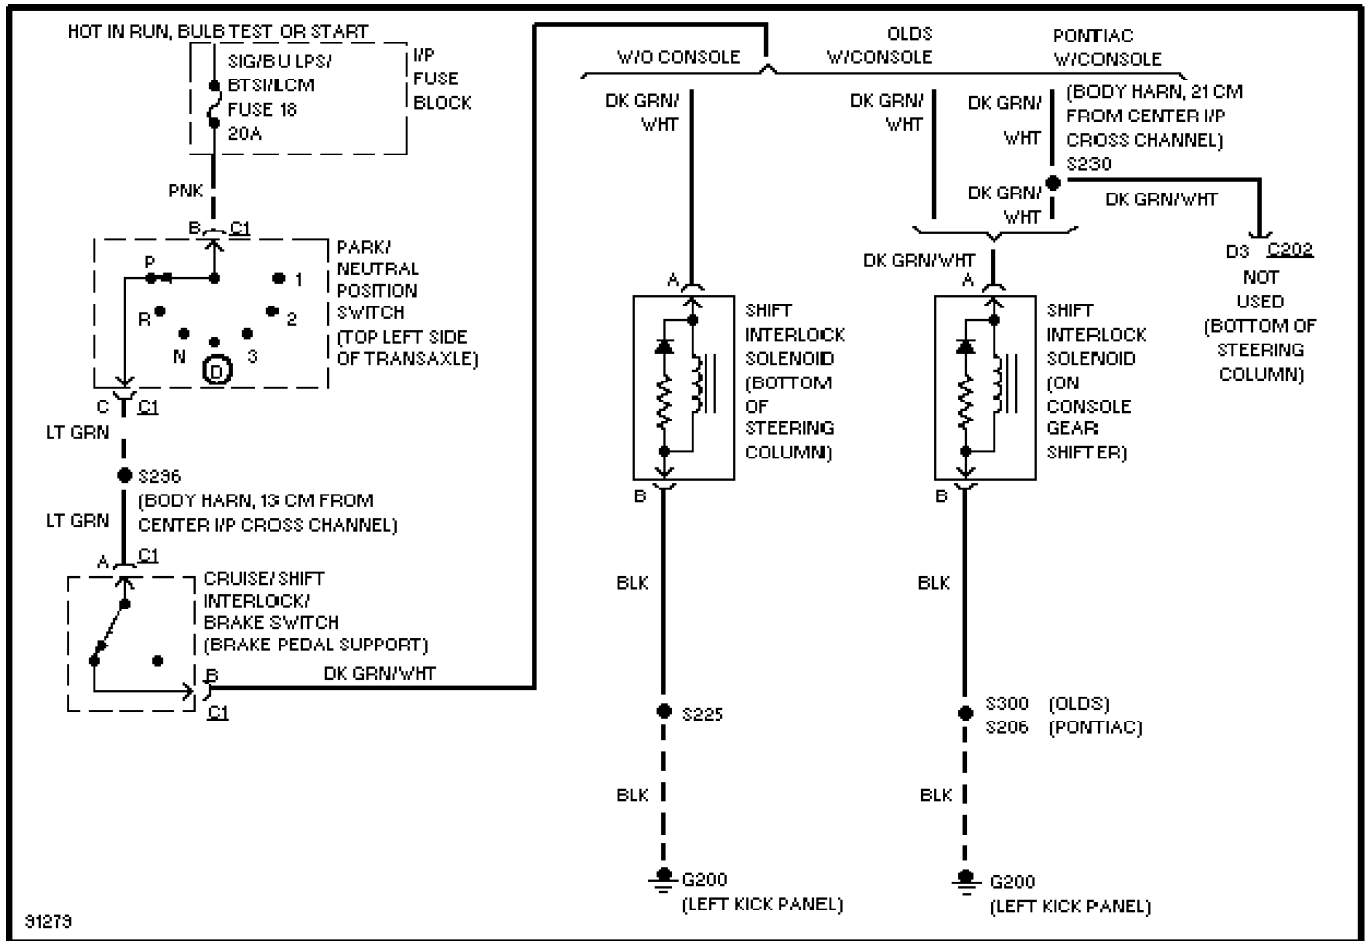 HOT IN RUN, BULB TEST OR START
SIG/BU LPS/
BTSI/LCM
FUSE 18
20A
I/P
FUSE
BLOCK
PNK
B C1
PARK/
NEUTRAL
POSITION
SWITCH
(TOP LEFT SIDE
OF TRANSAXLE)
P
R
N
D
3
2
1
C C1
LT GRN
S296
(BODY HARN, 13 CM FROM
CENTER I/P CROSS CHANNEL)
LT GRN
A C1
CRUISE/SHIFT
INTERLOCK/
BRAKE SWITCH
(BRAKE PEDAL SUPPORT)
B
C1
DK GRN/WHT
W/O CONSOLE
OLDS
W/CONSOLE
PONTIAC
W/CONSOLE
DK GRN/
WHT
DK GRN/
WHT
DK GRN/
WHT
(BODY HARN, 21 CM
FROM CENTER I/P
CROSS CHANNEL)
S230
DK GRN/
WHT
DK GRN/WHT
DK GRN/WHT
D3 C202
NOT
USED
(BOTTOM OF
STEERING
COLUMN)
A
SHIFT
INTERLOCK
SOLENOID
(BOTTOM
OF
STEERING
COLUMN)
B
A
SHIFT
INTERLOCK
SOLENOID
(ON
CONSOLE
GEAR
SHIFTER)
B
BLK
BLK
S225
S300 (OLDS)
S206 (PONTIAC)
BLK
BLK
G200
(LEFT KICK PANEL)
G200
(LEFT KICK PANEL)
91279